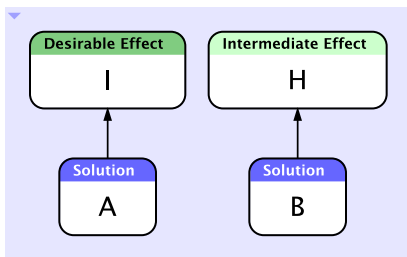 Desirable Effect
I
Intermediate Effect
H
Solution
A
Solution
B